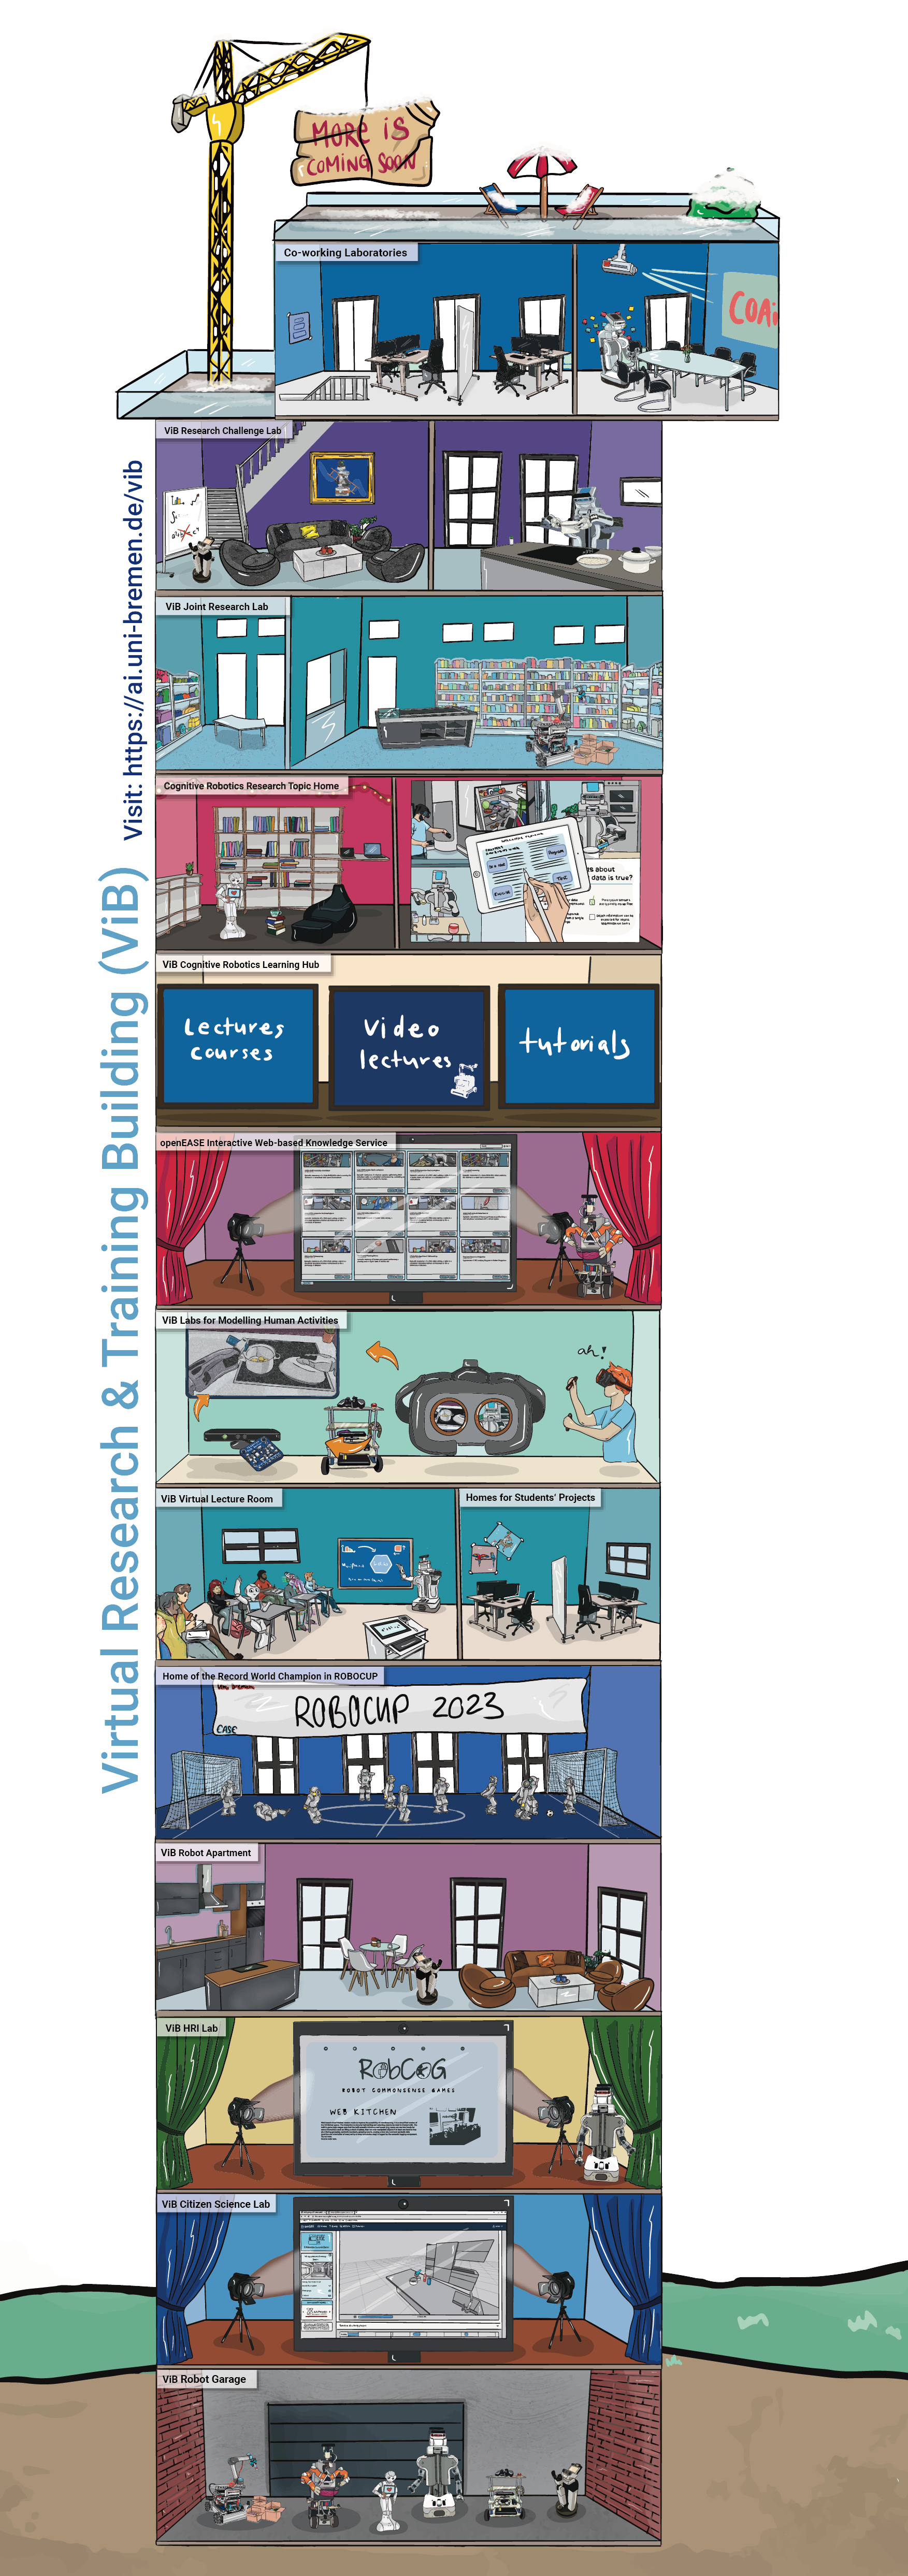 MORE is
COMING SOON
Co-working Laboratories
COAi
ViB Research Challenge Lab
Visit: https://ai.uni-bremen.de/vib
ViB Joint Research Lab
Cognitive Robotics Research Topic Home
s about
data is true?
Virtual Research & Training Building (ViB)
ViB Cognitive Robotics Learning Hub
Lectures
courses
Video
lectures
tutorials
openEASE Interactive Web-based Knowledge Service
ViB Labs for Modelling Human Activities
ah!
ViB Virtual Lecture Room
Homes for Students' Projects
Home of the Record World Champion in ROBOCUP
ROBOCUP 2023
CASE
ViB Robot Apartment
ViB HRI Lab
RobCoG
ROBOT COMMONSENSE GAMES
WEB KITCHEN
ViB Citizen Science Lab
ViB Robot Garage